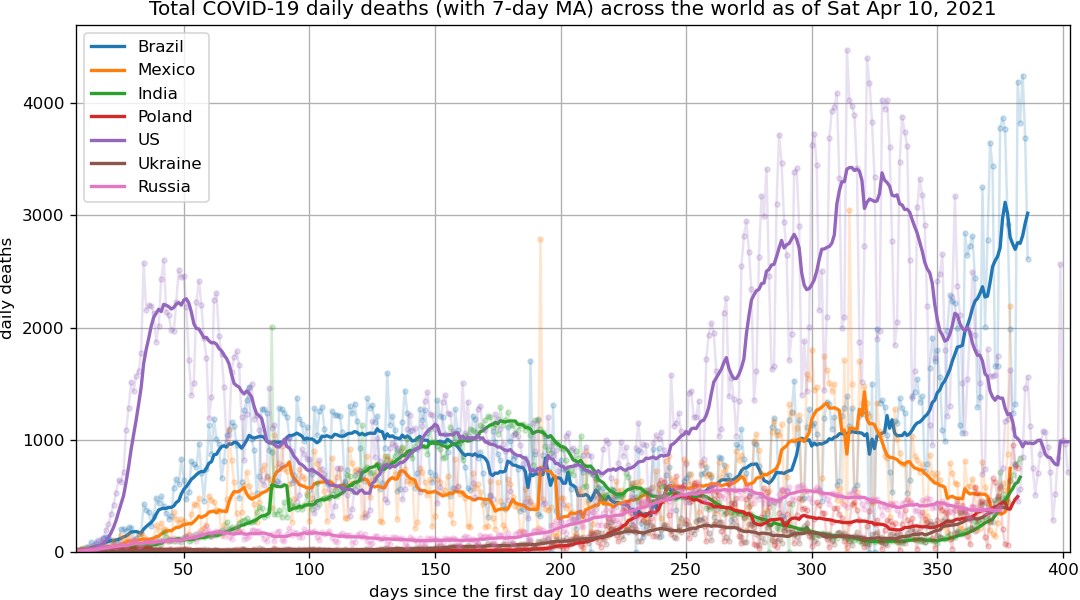 Total COVID-19 daily deaths (with 7-day MA) across the world as of Sat Apr 10, 2021
Brazil
Mexico
India
Poland
US
Ukraine
Russia
4000
3000
2000
1000
0
daily deaths
50 100 150 200 250 300 350 400
days since the first day 10 deaths were recorded